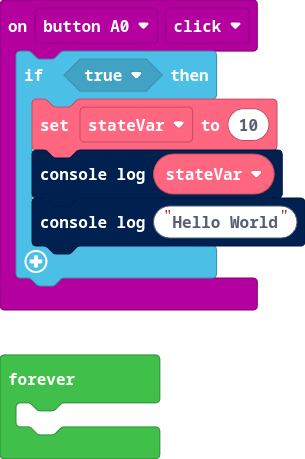 on button A0 click
if true then
set stateVar to 10
console log stateVar
console log "Hello World"
forever